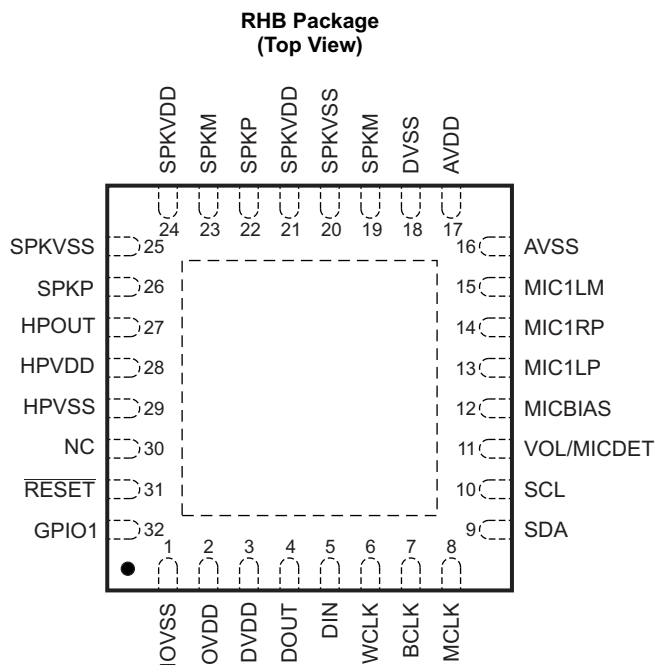 RHB Package
(Top View)
SPKVDD
SPKM
SPKP
SPKVDD
SPKVSS
SPKM
DVSS
AVDD
24
23
22
21
20
19
18
17
SPKVSS 25
SPKP 26
HPOUT 27
HPVDD 28
HPVSS 29
NC 30
RESET 31
GPIO1 32
16 AVSS
15 MIC1LM
14 MIC1RP
13 MIC1LP
12 MICBIAS
11 VOL/MICDET
10 SCL
9 SDA
1
2
3
4
5
6
7
8
IOVSS
IOVDD
DVDD
DOUT
DIN
WCLK
BCLK
MCLK